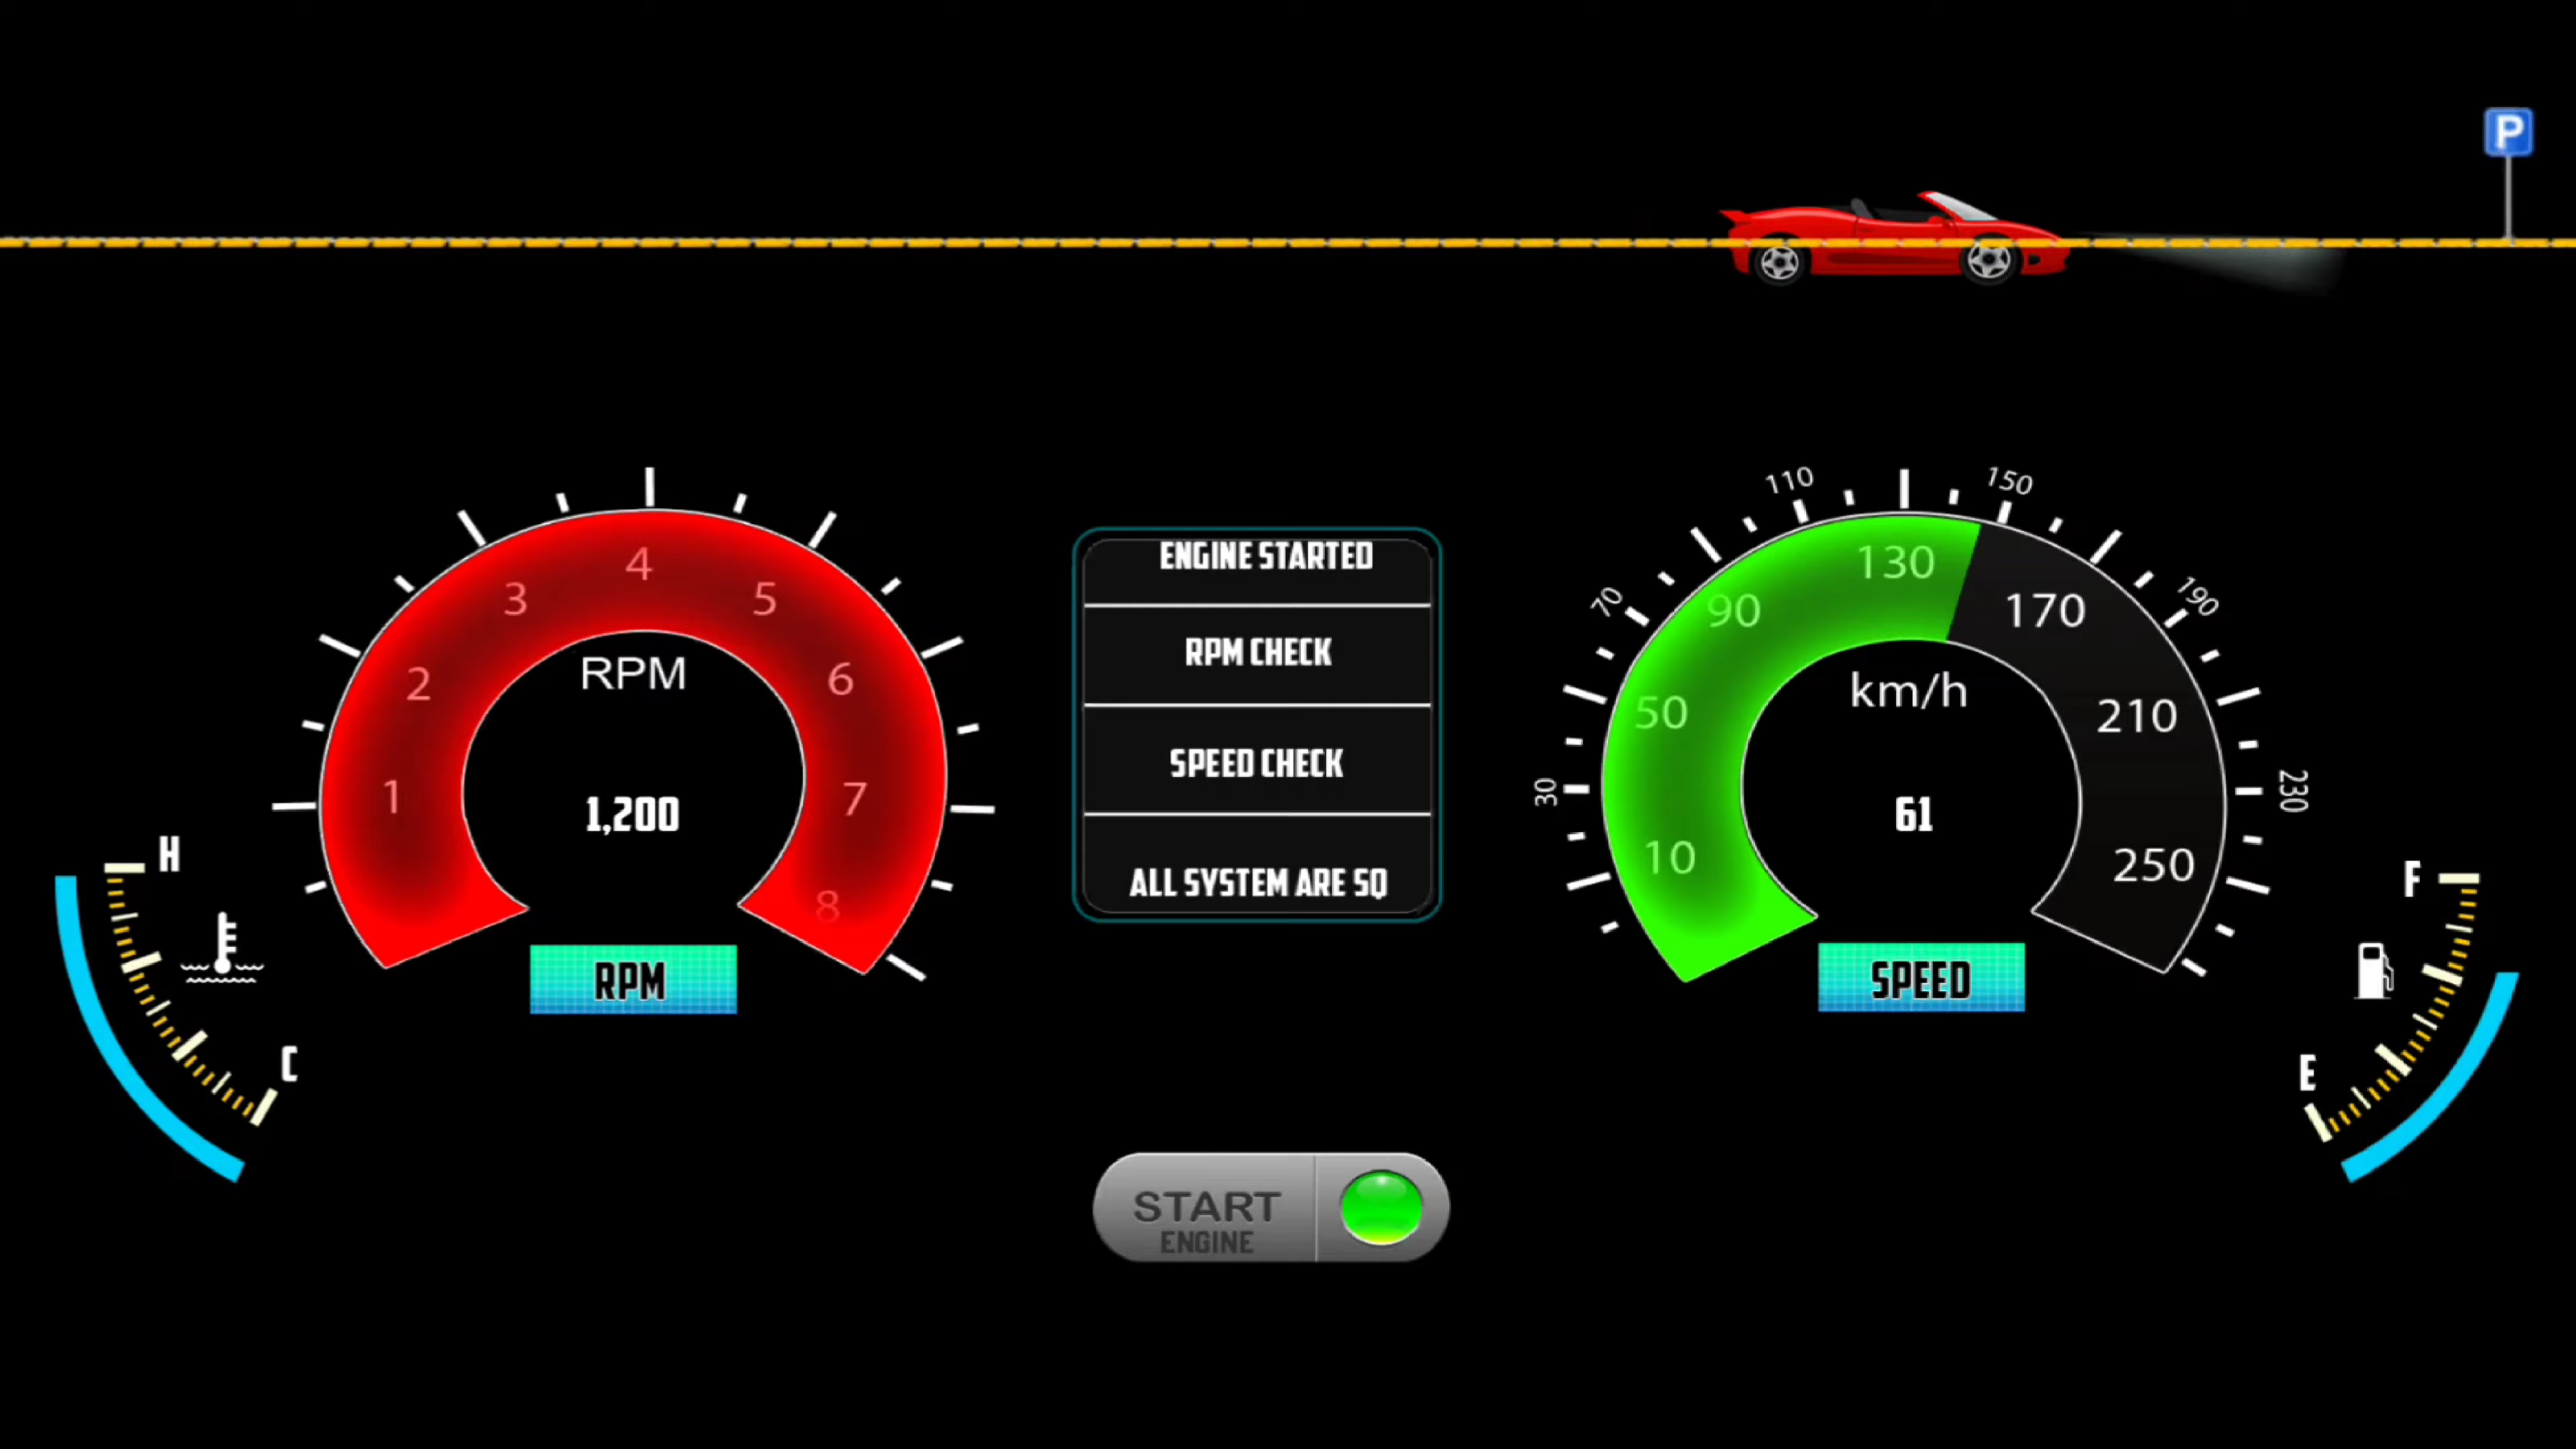 P
110
150
ENGINE STARTED
4
130
3
5
70
90
170
190
RPM CHECK
RPM
2
6
km/h
50
210
SPEED CHECK
1
7
30
230
1,200
61
H
10
250
ALL SYSTEM ARE SQ
F
8
RPM
SPEED
C
E
START
ENGINE